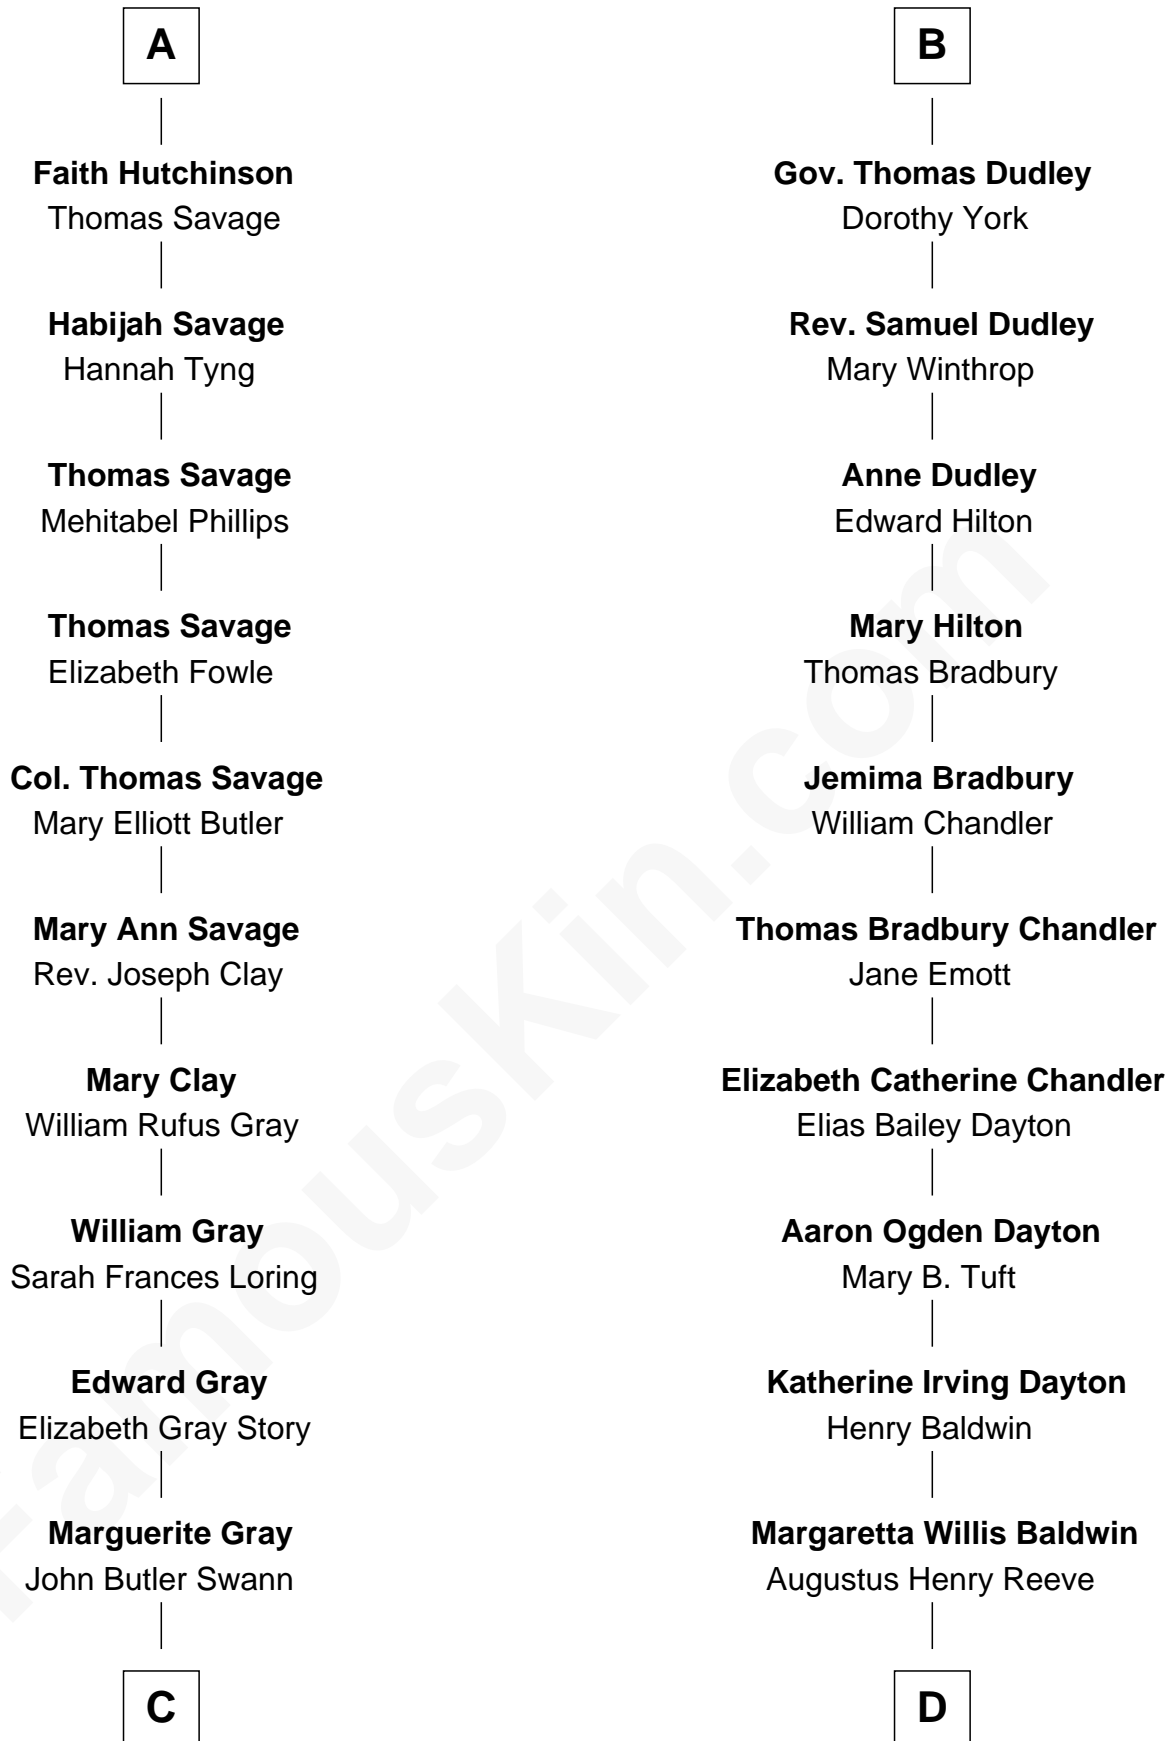 A
Faith Hutchinson
Thomas Savage
Habijah Savage
Hannah Tyng
Thomas Savage
Mehitabel Phillips
Thomas Savage
Elizabeth Fowle
Col. Thomas Savage
Mary Elliott Butler
Mary Ann Savage
Rev. Joseph Clay
Mary Clay
William Rufus Gray
William Gray
Sarah Frances Loring
Edward Gray
Elizabeth Gray Story
Marguerite Gray
John Butler Swann
C
B
Gov. Thomas Dudley
Dorothy York
Rev. Samuel Dudley
Mary Winthrop
Anne Dudley
Edward Hilton
Mary Hilton
Thomas Bradbury
Jemima Bradbury
William Chandler
Thomas Bradbury Chandler
Jane Emott
Elizabeth Catherine Chandler
Elias Bailey Dayton
Aaron Ogden Dayton
Mary B. Tuft
Katherine Irving Dayton
Henry Baldwin
Margaretta Willis Baldwin
Augustus Henry Reeve
D
FamousKin.com